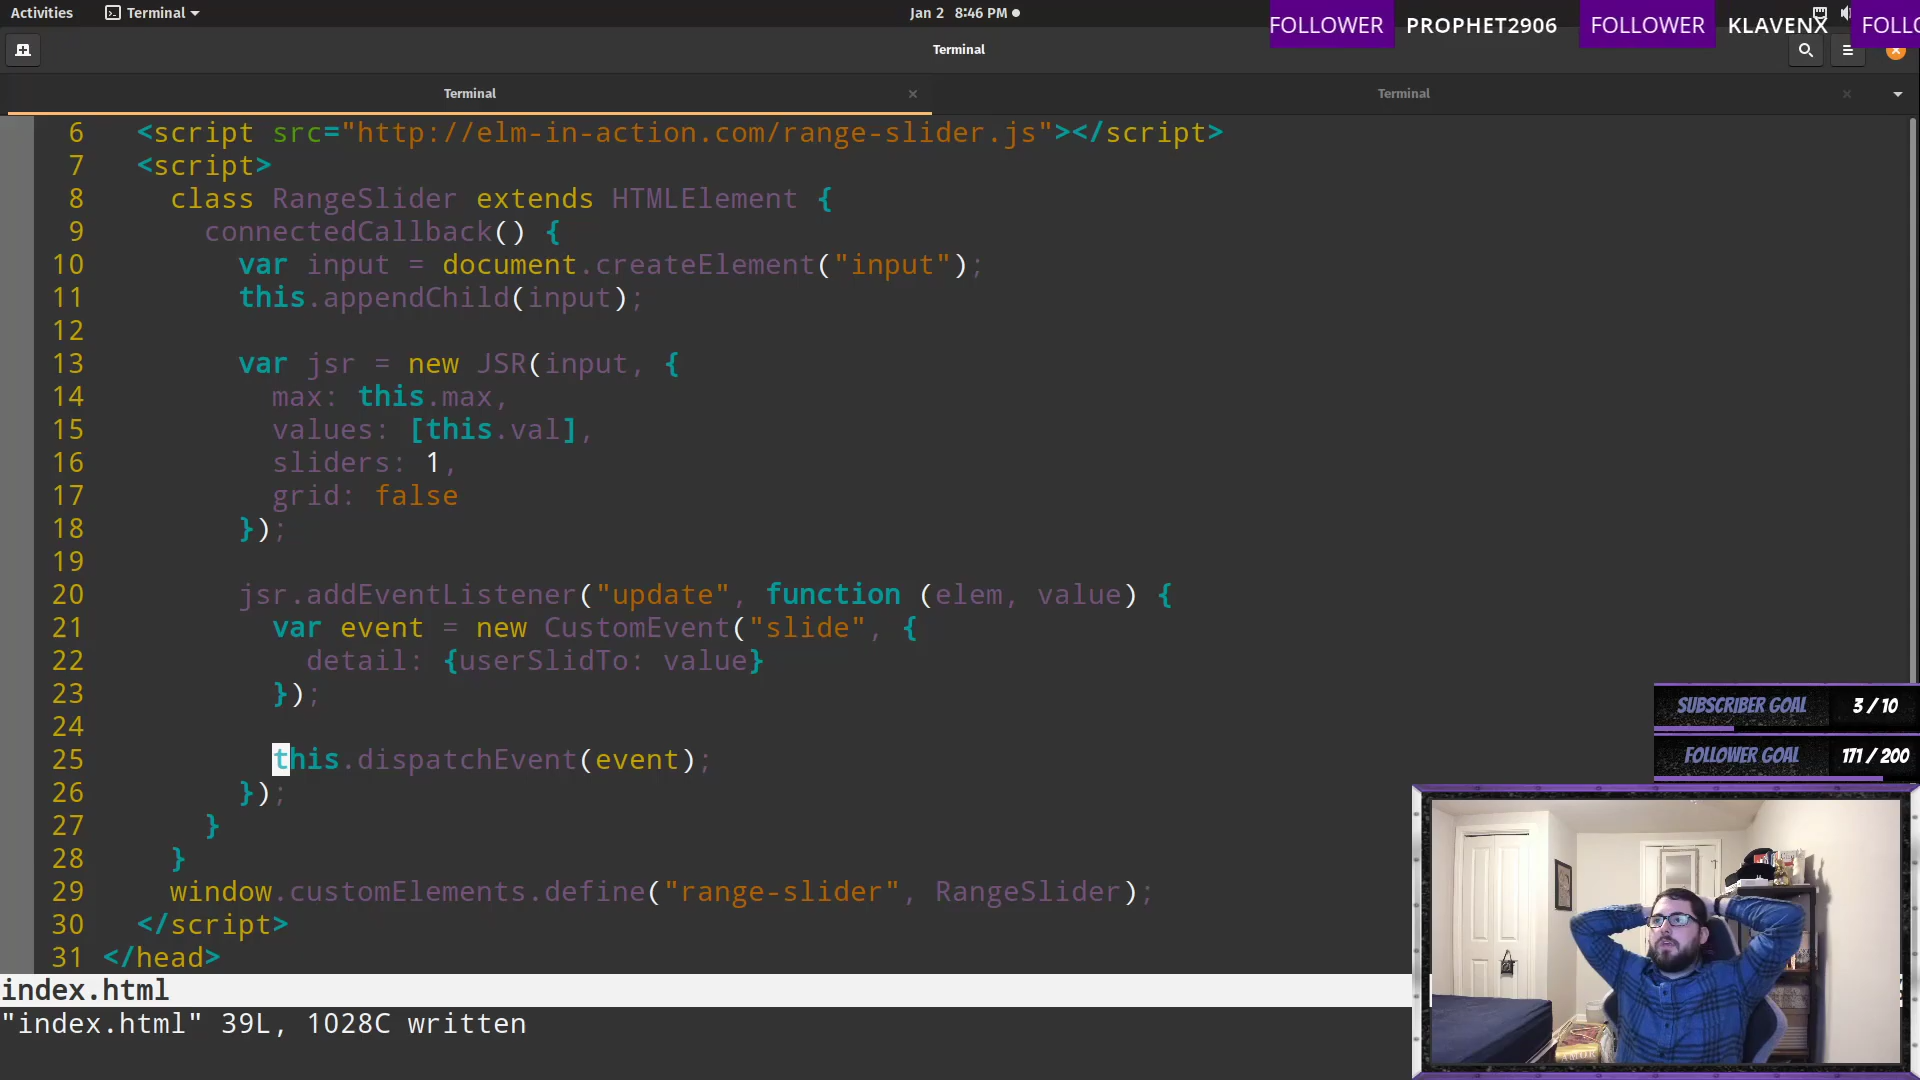 Activities Terminal Jan 2 8:46 PM
FOLLOWER PROPHET2906 FOLLOWER KLAVENX FOLLO
Terminal
Terminal Terminal
6 <script src="http://elm-in-action.com/range-slider.js"></script>
7 <script>
8 class RangeSlider extends HTMLElement {
9 connectedCallback() {
10 var input = document.createElement("input");
11 this.appendChild(input);
12
13 var jsr = new JSR(input, {
14 max: this.max,
15 values: [this.val],
16 sliders: 1,
17 grid: false
18 });
19
20 jsr.addEventListener("update", function (elem, value) {
21 var event = new CustomEvent("slide", {
22 detail: {userSlidTo: value}
23 });
24
25 this.dispatchEvent(event);
26 });
27 }
28 }
29 window.customElements.define("range-slider", RangeSlider);
30 </script>
31 </head>
index.html
"index.html" 39L, 1028C written
SUBSCRIBER GOAL 3 / 10
FOLLOWER GOAL 171 / 200